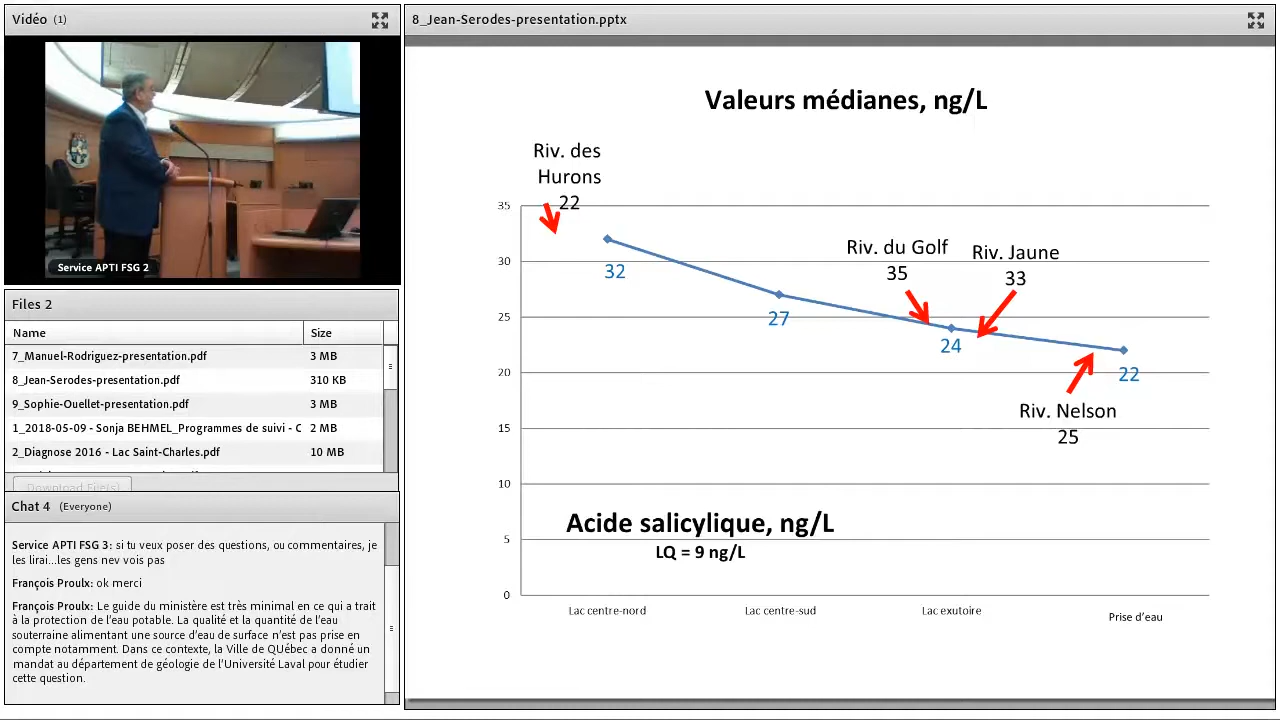 Vidéo (1)
Service APTI FSG 2
Files 2
Name Size
7_Manuel-Rodriguez-presentation.pdf 3 MB
8_Jean-Serodes-presentation.pdf 310 KB
9_Sophie-Ouellet-presentation.pdf 3 MB
1_2018-05-09 - Sonja BEHMEL_Programmes de suivi - C 2 MB
2_Diagnose 2016 - Lac Saint-Charles.pdf 10 MB
Download File(s)
Chat 4 (Everyone)
Service APTI FSG 3: si tu veux poser des questions, ou commentaires, je
les lirai...les gens nev vois pas
François Proulx: ok merci
François Proulx: Le guide du ministère est très minimal en ce qui a trait
à la protection de l'eau potable. La qualité et la quantité de l'eau
souterraine alimentant une source d'eau de surface n'est pas prise en
compte notamment. Dans ce contexte, la Ville de QUébec a donné un
mandat au département de géologie de l'Université Laval pour étudier
cette question.
8_Jean-Serodes-presentation.pptx
Valeurs médianes, ng/L
Riv. des
Hurons
22
Riv. du Golf
35
Riv. Jaune
33
Riv. Nelson
25
32
27
24
22
35
30
25
20
15
10
5
0
Acide salicylique, ng/L
LQ = 9 ng/L
Lac centre-nord
Lac centre-sud
Lac exutoire
Prise d'eau